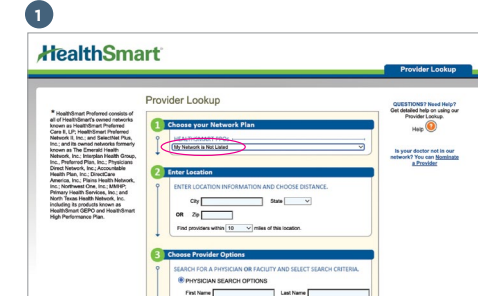 1
HealthSmart
Provider Lookup
Provider Lookup
* HealthSmart Preferred consists of
all of HealthSmart's owned networks
known as HealthSmart Preferred
Care II, LP; HealthSmart Preferred
Network II, Inc.; and SelectNet Plus,
Inc.; and its owned networks formerly
known as The Emerald Health
Network, Inc.; Interplan Health Group,
Inc., Preferred Plan, Inc.; Physicians
Direct Network, Inc.; Accountable
Health Plan, Inc.; DirectCare
America, Inc.; Plains Health Network,
Inc.; Northwest One, Inc.; MMHP;
Primary Health Services, Inc.; and
North Texas Health Network, Inc.
including its products known as
HealthSmart GEPO and HealthSmart
High Performance Plan.
1 Choose your Network Plan
My Network is Not Listed
2 Enter Location
ENTER LOCATION INFORMATION AND CHOOSE DISTANCE.
City State
OR Zip
Find providers within 10 miles of this location.
3 Choose Provider Options
SEARCH FOR A PHYSICIAN OR FACILITY AND SELECT SEARCH CRITERIA.
PHYSICIAN SEARCH OPTIONS
First Name Last Name
QUESTIONS? Need Help?
Get detailed help on using our
Provider Lookup.
Help ?
Is your doctor not in our
network? You can Nominate
a Provider